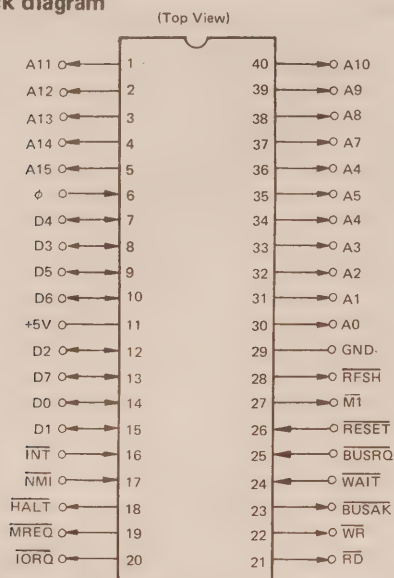 ck diagram
(Top View)
A11 1 40 A10
A12 2 39 A9
A13 3 38 A8
A14 4 37 A7
A15 5 36 A4
ϕ 6 35 A5
D4 7 34 A4
D3 8 33 A3
D5 9 32 A2
D6 10 31 A1
+5V 11 30 A0
D2 12 29 GND
D7 13 28 RFSH
D0 14 27 M1
D1 15 26 RESET
INT 16 25 BUSRQ
NMI 17 24 WAIT
HALT 18 23 BUSAK
MREQ 19 22 WR
IORQ 20 21 RD